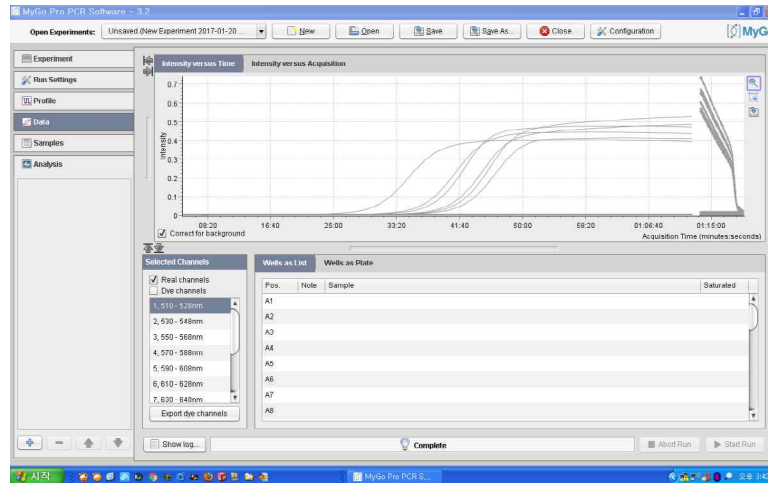 MyGo Pro PCR Software - 3.2
Open Experiments: Unsaved (New Experiment 2017-01-20 ... New Open Save Save As... Close Configuration MyG
Experiment
Run Settings
Profile
Data
Samples
Analysis
Intensity versus Time Intensity versus Acquisition
0.7
0.6
0.5
0.4
0.3
0.2
0.1
0
Intensity
08:20 16:40 25:00 33:20 41:40 50:00 58:20 01:06:40 01:15:00
Correct for background
Acquisition Time (minutes:seconds)
Selected Channels
Real channels
Dye channels
1, 510 - 528nm
2, 530 - 548nm
3, 550 - 568nm
4, 570 - 588nm
5, 590 - 608nm
6, 610 - 628nm
7, 630 - 648nm
Export dye channels
Wells as List Wells as Plate
Pos. Note Sample Saturated
A1
A2
A3
A4
A5
A6
A7
A8
Show log... Complete Abort Run Start Run
시작 MyGo Pro PCR S... 오후 3:42